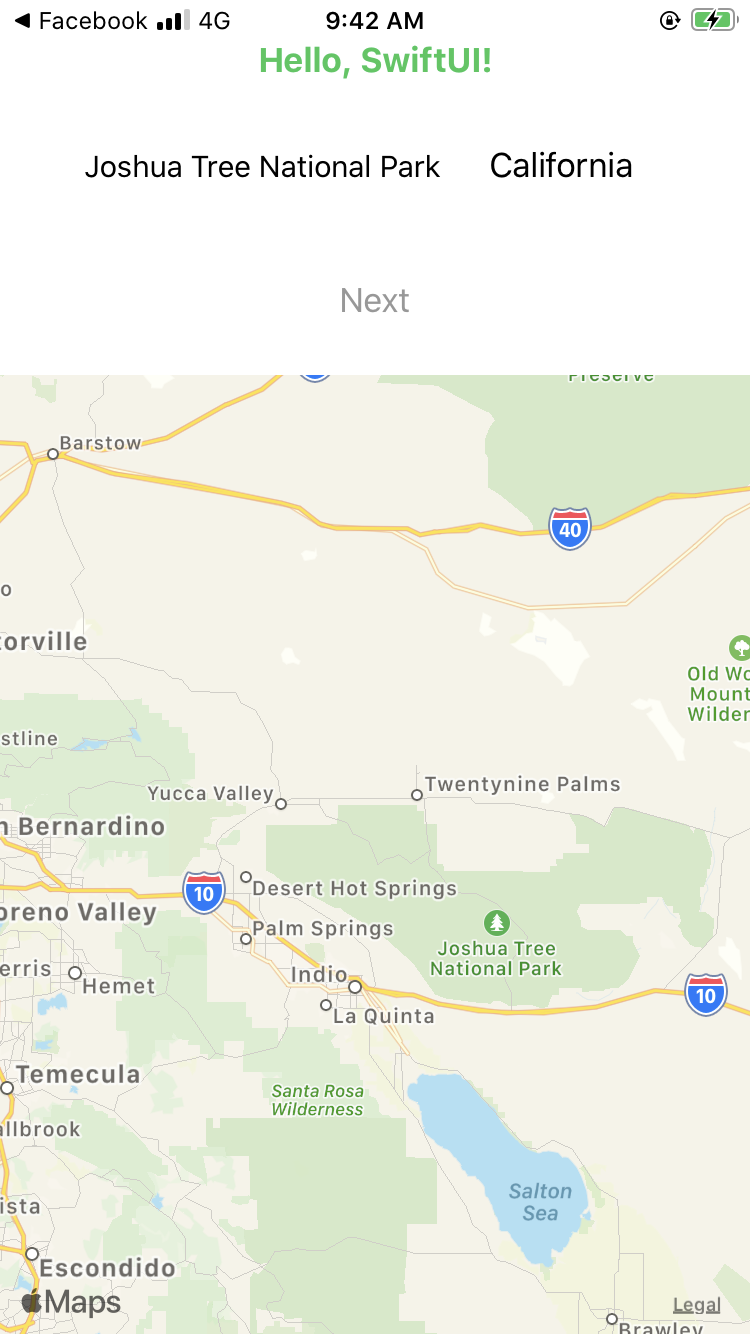 Facebook 4G 9:42 AM
Hello, SwiftUI!
Joshua Tree National Park California
Next
Preserve
Barstow
40
o
torville
Old Wo
Mount
Wilder
stline
Yucca Valley
Twentynine Palms
n Bernardino
10
Desert Hot Springs
oreno Valley
Palm Springs
Joshua Tree
National Park
erris
Hemet
Indio
10
La Quinta
Temecula
Santa Rosa
Wilderness
allbrook
Salton
Sea
ista
Escondido
Maps
Legal
Brawley